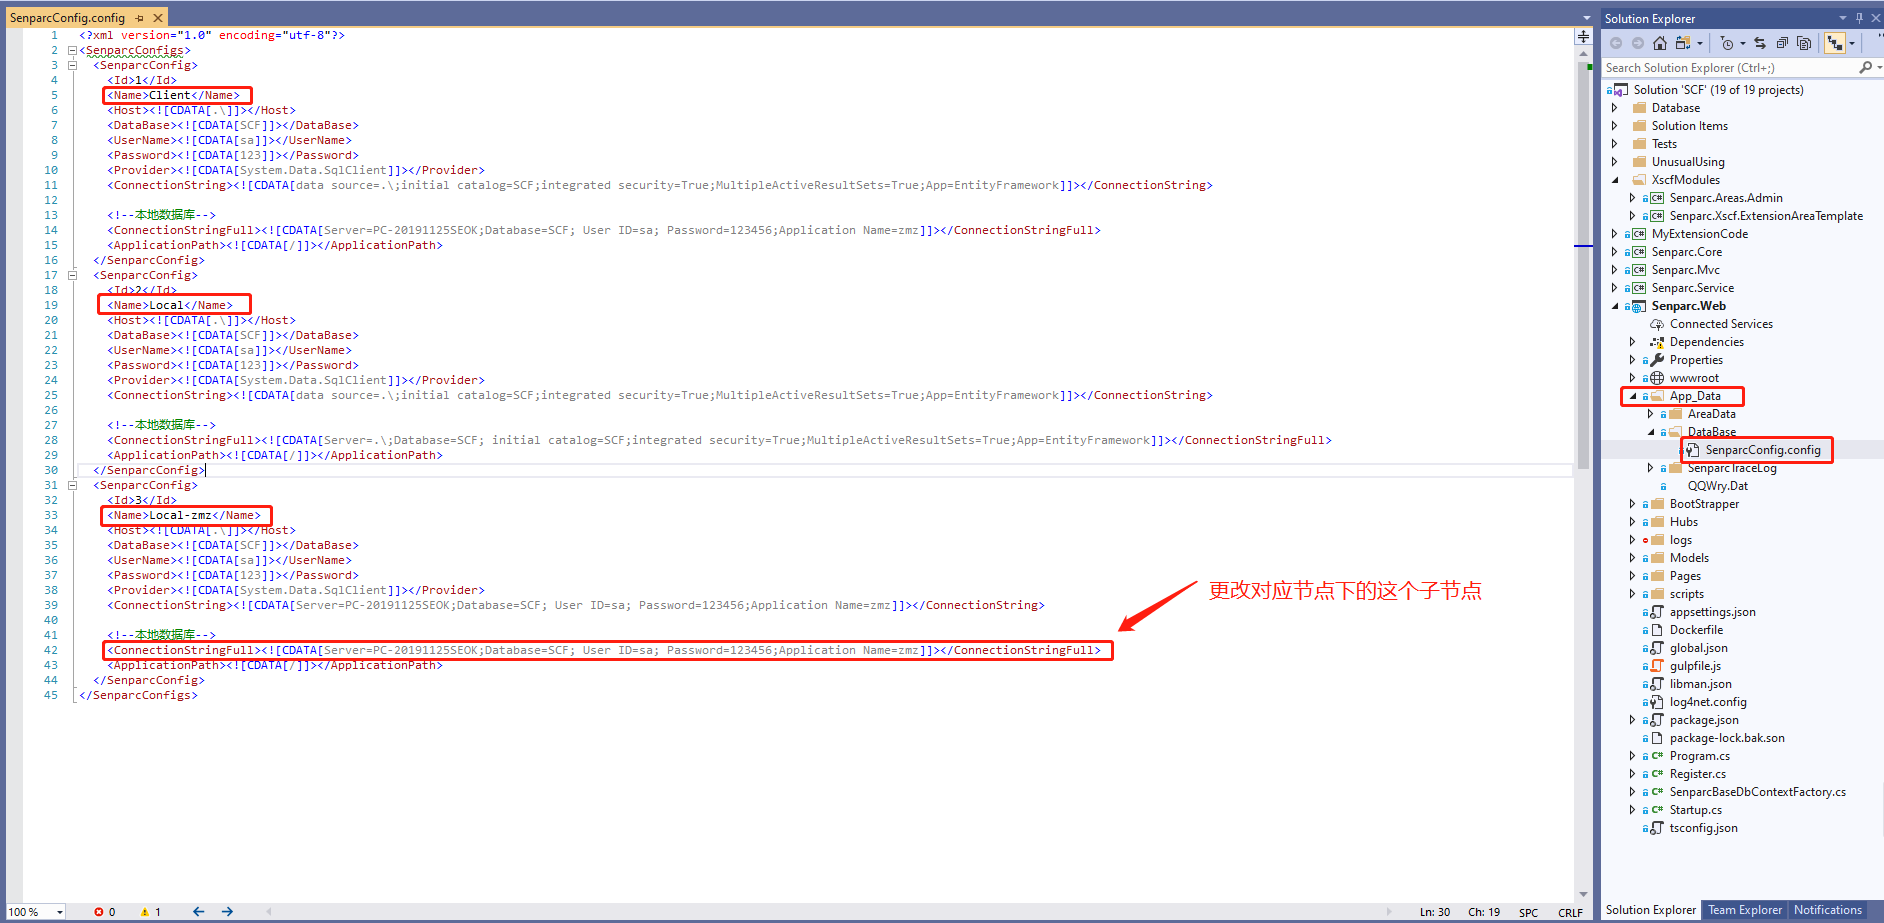 SenparcConfig.config
1 <?xml version="1.0" encoding="utf-8"?>
2 <SenparcConfigs>
3 <SenparcConfig>
4 <Id>1</Id>
5 <Name>Client</Name>
6 <Host><![CDATA[.\]]></Host>
7 <DataBase><![CDATA[SCF]]></DataBase>
8 <UserName><![CDATA[sa]]></UserName>
9 <Password><![CDATA[123]]></Password>
10 <Provider><![CDATA[System.Data.SqlClient]]></Provider>
11 <ConnectionString><![CDATA[data source=.\;initial catalog=SCF;integrated security=True;MultipleActiveResultSets=True;App=EntityFramework]]></ConnectionString>
12
13 <!--本地数据库-->
14 <ConnectionStringFull><![CDATA[Server=PC-20191125SEOK;Database=SCF; User ID=sa; Password=123456;Application Name=zmz]]></ConnectionStringFull>
15 <ApplicationPath><![CDATA[/]]></ApplicationPath>
16 </SenparcConfig>
17 <SenparcConfig>
18 <Id>2</Id>
19 <Name>Local</Name>
20 <Host><![CDATA[.\]]></Host>
21 <DataBase><![CDATA[SCF]]></DataBase>
22 <UserName><![CDATA[sa]]></UserName>
23 <Password><![CDATA[123]]></Password>
24 <Provider><![CDATA[System.Data.SqlClient]]></Provider>
25 <ConnectionString><![CDATA[data source=.\;initial catalog=SCF;integrated security=True;MultipleActiveResultSets=True;App=EntityFramework]]></ConnectionString>
26
27 <!--本地数据库-->
28 <ConnectionStringFull><![CDATA[Server=.\;Database=SCF; initial catalog=SCF;integrated security=True;MultipleActiveResultSets=True;App=EntityFramework]]></ConnectionStringFull>
29 <ApplicationPath><![CDATA[/]]></ApplicationPath>
30 </SenparcConfig>
31 <SenparcConfig>
32 <Id>3</Id>
33 <Name>Local-zmz</Name>
34 <Host><![CDATA[.\]]></Host>
35 <DataBase><![CDATA[SCF]]></DataBase>
36 <UserName><![CDATA[sa]]></UserName>
37 <Password><![CDATA[123]]></Password>
38 <Provider><![CDATA[System.Data.SqlClient]]></Provider>
39 <ConnectionString><![CDATA[Server=PC-20191125SEOK;Database=SCF; User ID=sa; Password=123456;Application Name=zmz]]></ConnectionString>
40
41 <!--本地数据库-->
42 <ConnectionStringFull><![CDATA[Server=PC-20191125SEOK;Database=SCF; User ID=sa; Password=123456;Application Name=zmz]]></ConnectionStringFull>
43 <ApplicationPath><![CDATA[/]]></ApplicationPath>
44 </SenparcConfig>
45 </SenparcConfigs>
更改对应节点下的这个子节点
100 %
0
1
Ln: 30 Ch: 19 SPC CRLF
Solution Explorer
Search Solution Explorer (Ctrl+;)
Solution 'SCF' (19 of 19 projects)
Database
Solution Items
Tests
UnusualUsing
XscfModules
C# Senparc.Areas.Admin
C# Senparc.Xscf.ExtensionAreaTemplate
C# MyExtensionCode
C# Senparc.Core
C# Senparc.Mvc
C# Senparc.Service
Senparc.Web
Connected Services
Dependencies
Properties
wwwroot
App_Data
AreaData
DataBase
SenparcConfig.config
SenparcTraceLog
QQWry.Dat
BootStrapper
Hubs
logs
Models
Pages
scripts
appsettings.json
Dockerfile
global.json
gulpfile.js
libman.json
log4net.config
package.json
package-lock.bak.son
C# Program.cs
C# Register.cs
C# SenparcBaseDbContextFactory.cs
C# Startup.cs
tsconfig.json
Solution Explorer Team Explorer Notifications